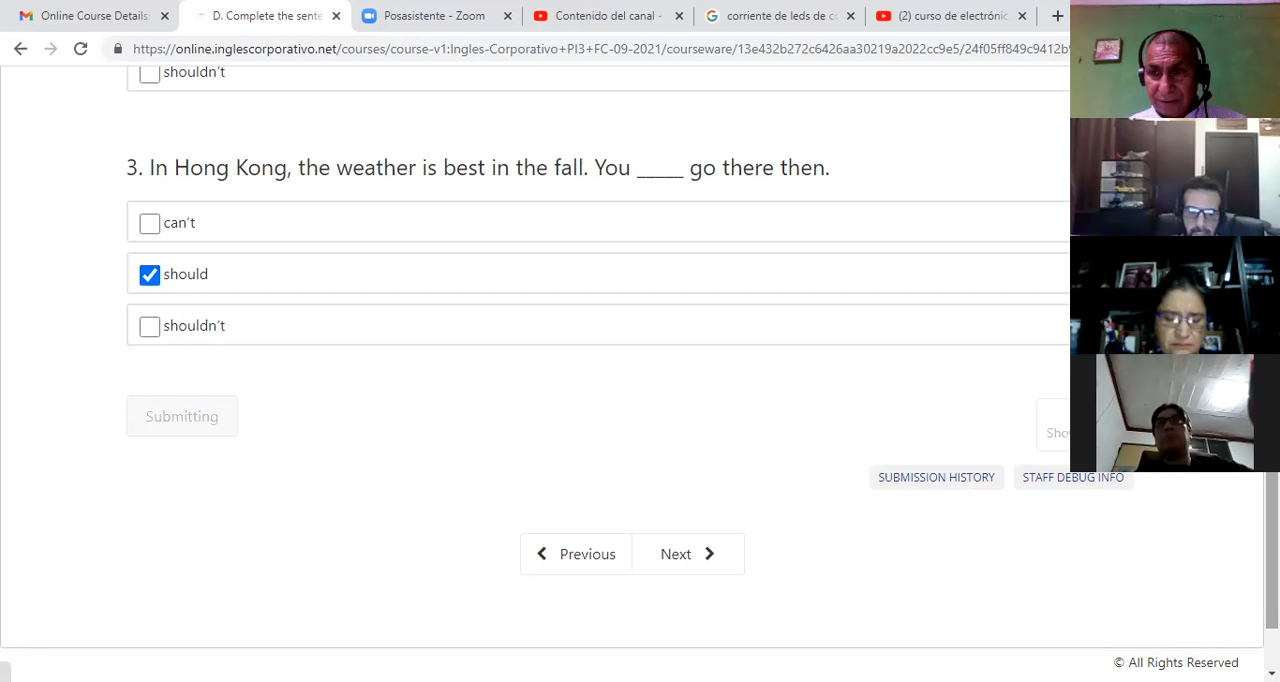 Online Course Details:
D. Complete the sente
Posasistente - Zoom
Contenido del canal -
corriente de leds de co
(2) curso de electrónic
https://online.inglescorporativo.net/courses/course-v1:Ingles-Corporativo+PI3+FC-09-2021/courseware/13e432b272c6426aa30219a2022cc9e5/24f05ff849c9412b9
shouldn't
3. In Hong Kong, the weather is best in the fall. You _____ go there then.
can't
should
shouldn't
Submitting
Sho
SUBMISSION HISTORY
STAFF DEBUG INFO
Previous
Next
© All Rights Reserved